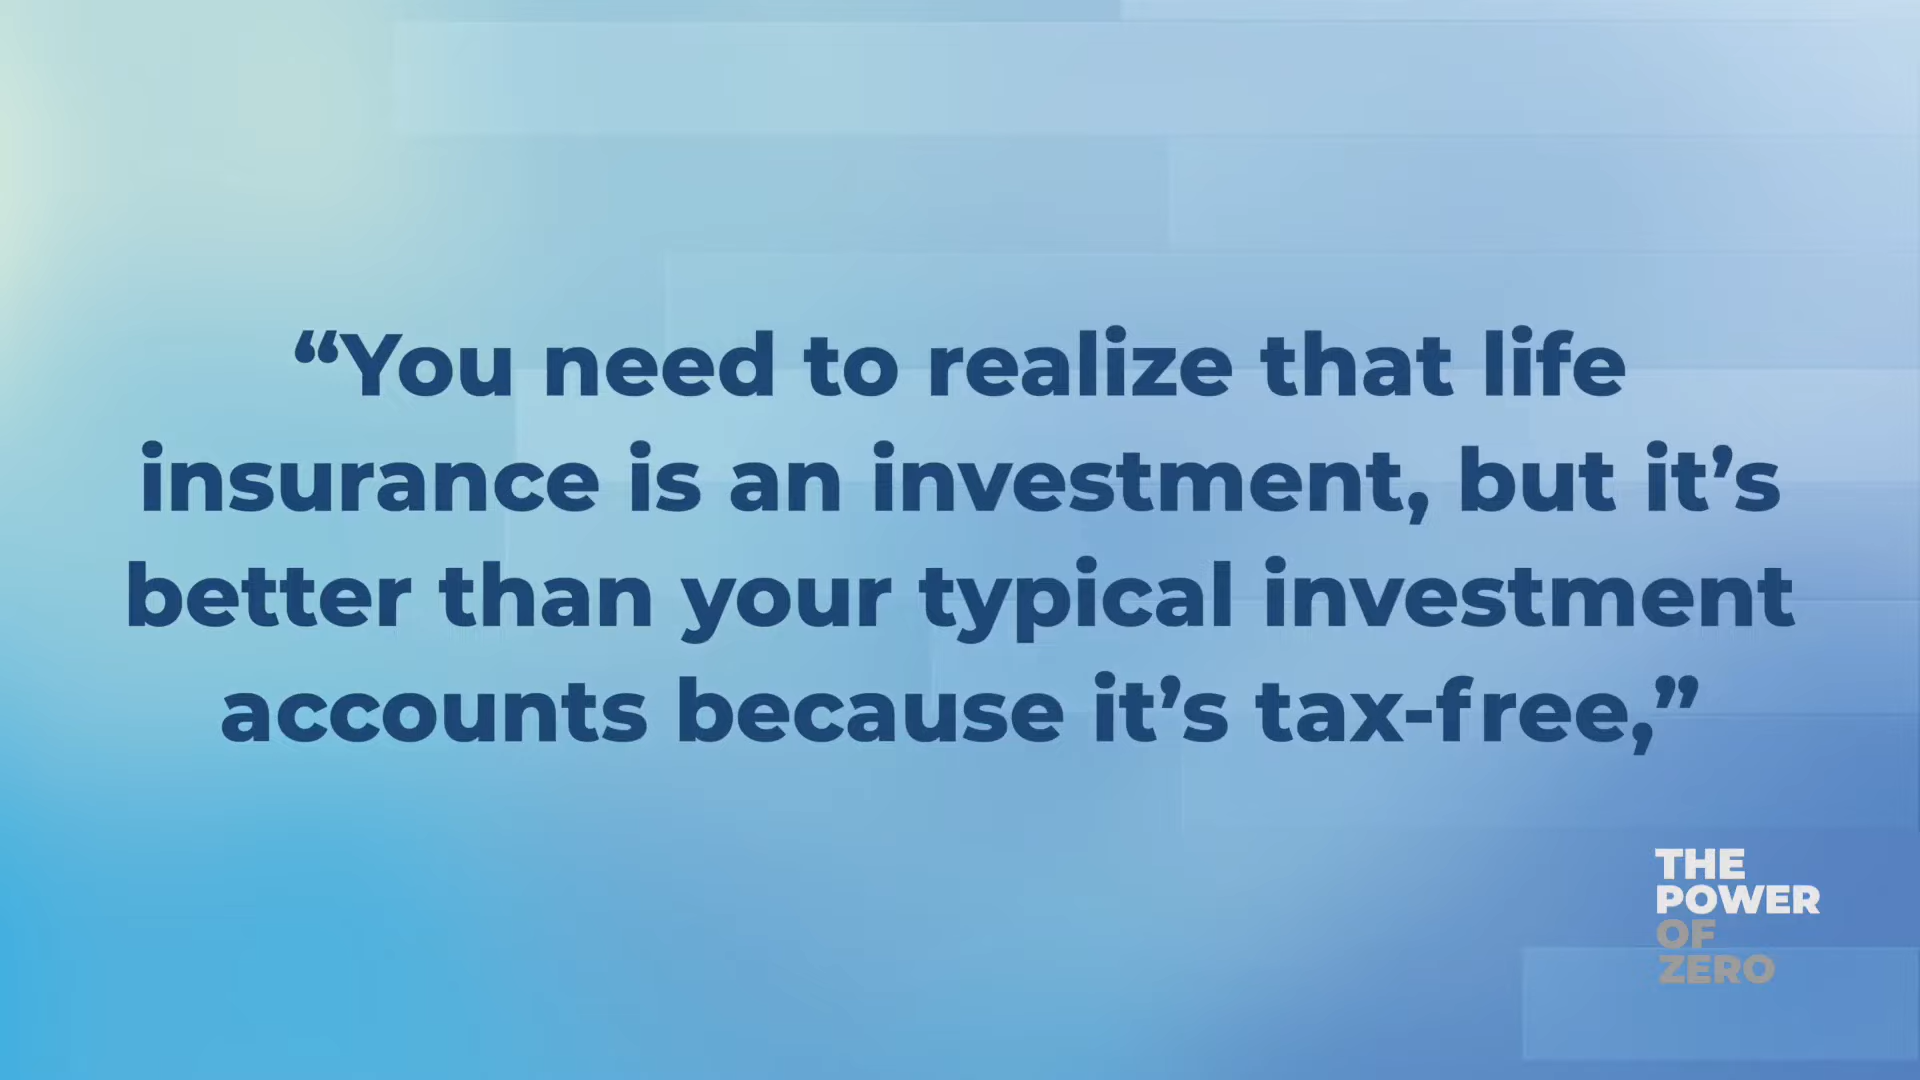 “You need to realize that life
insurance is an investment, but it’s
better than your typical investment
accounts because it’s tax-free,”
THE
POWER
OF
ZERO